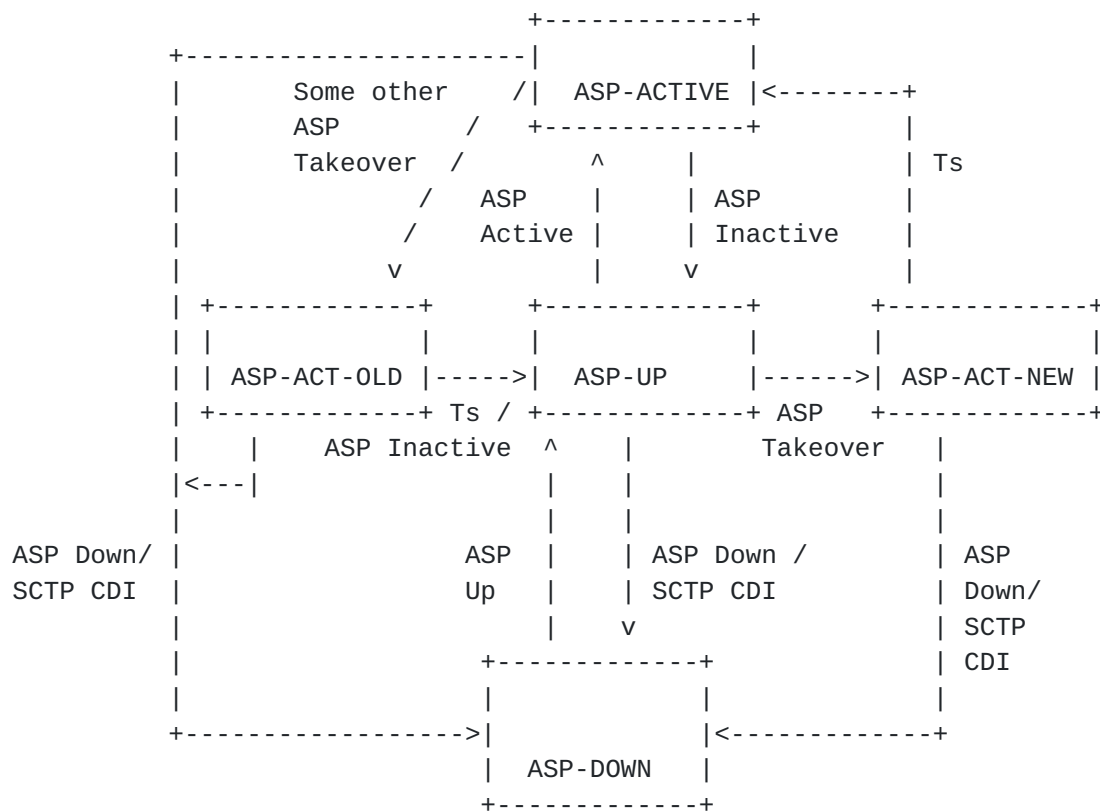 Some other ASP-ACTIVE
ASP
Takeover Ts
ASP ASP
Active Inactive
ASP-ACT-OLD ASP-UP ASP-ACT-NEW
Ts / ASP
ASP Inactive Takeover
ASP Down/ ASP ASP Down / ASP
SCTP CDI Up SCTP CDI Down/
SCTP
CDI
ASP-DOWN